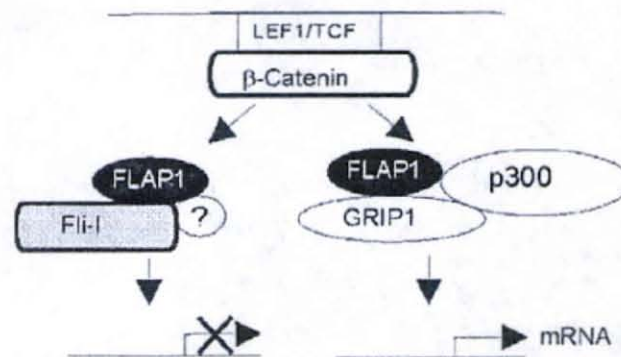 LEF1/TCF
β-Catenin
FLAP1
Fli-I
?
FLAP1
p300
GRIP1
mRNA